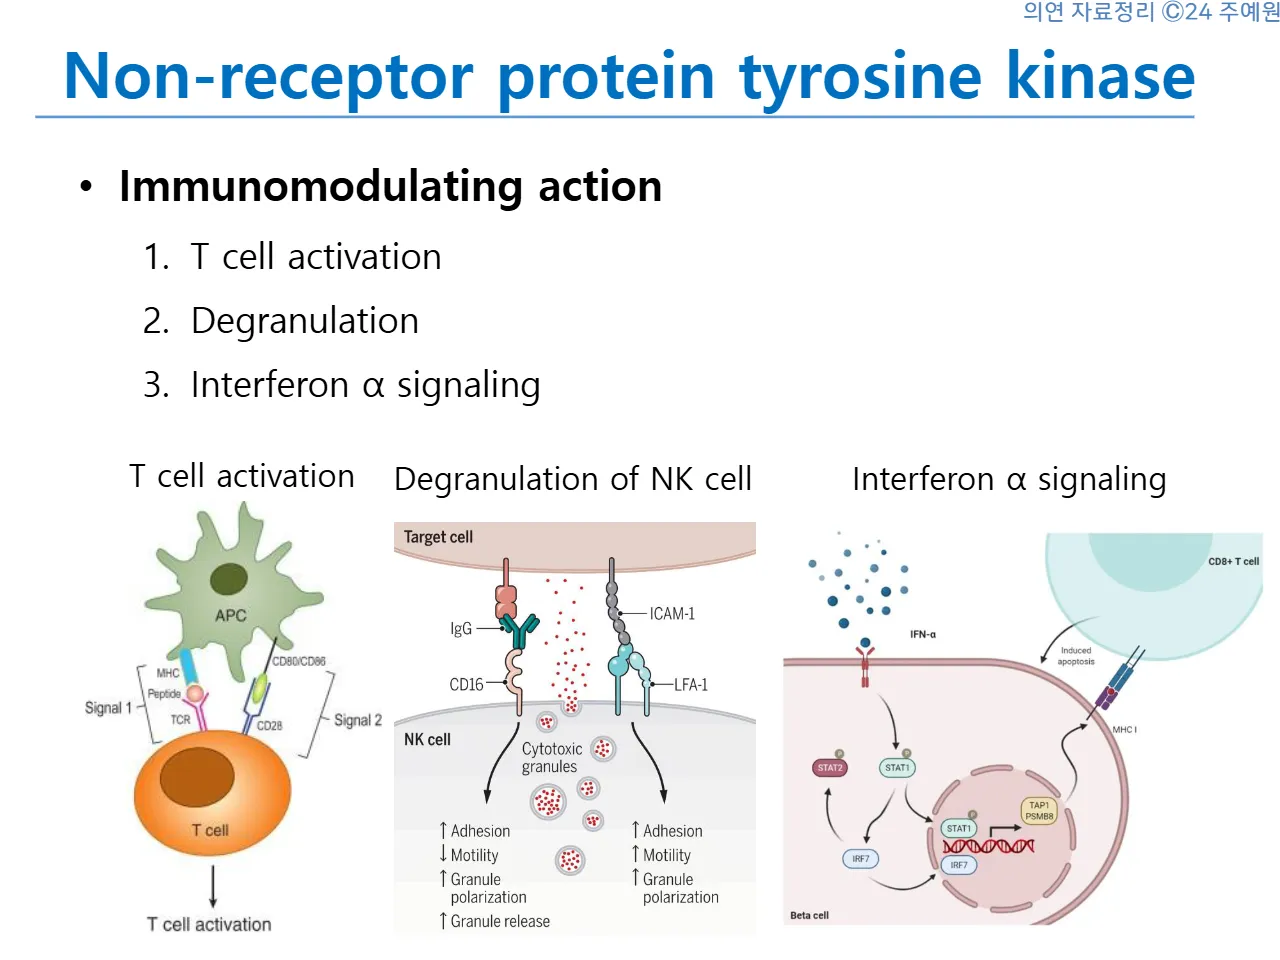 의연 자료정리 Ⓒ24 주예원
Non-receptor protein tyrosine kinase
• Immunomodulating action
1. T cell activation
2. Degranulation
3. Interferon α signaling
T cell activation
APC
MHC
CD80/CD86
Peptide
Signal 1
TCR
CD28
Signal 2
T cell
T cell activation
Degranulation of NK cell
Target cell
IgG
ICAM-1
CD16
LFA-1
NK cell
Cytotoxic
granules
↑ Adhesion
↓ Motility
↑ Granule
polarization
↑ Granule release
↑ Adhesion
↑ Motility
↑ Granule
polarization
Interferon α signaling
CD8+ T cell
IFN-α
Induced
apoptosis
MHC I
P
STAT2
P
STAT1
TAP1
PSMB8
P
STAT1
IRF7
IRF7
Beta cell